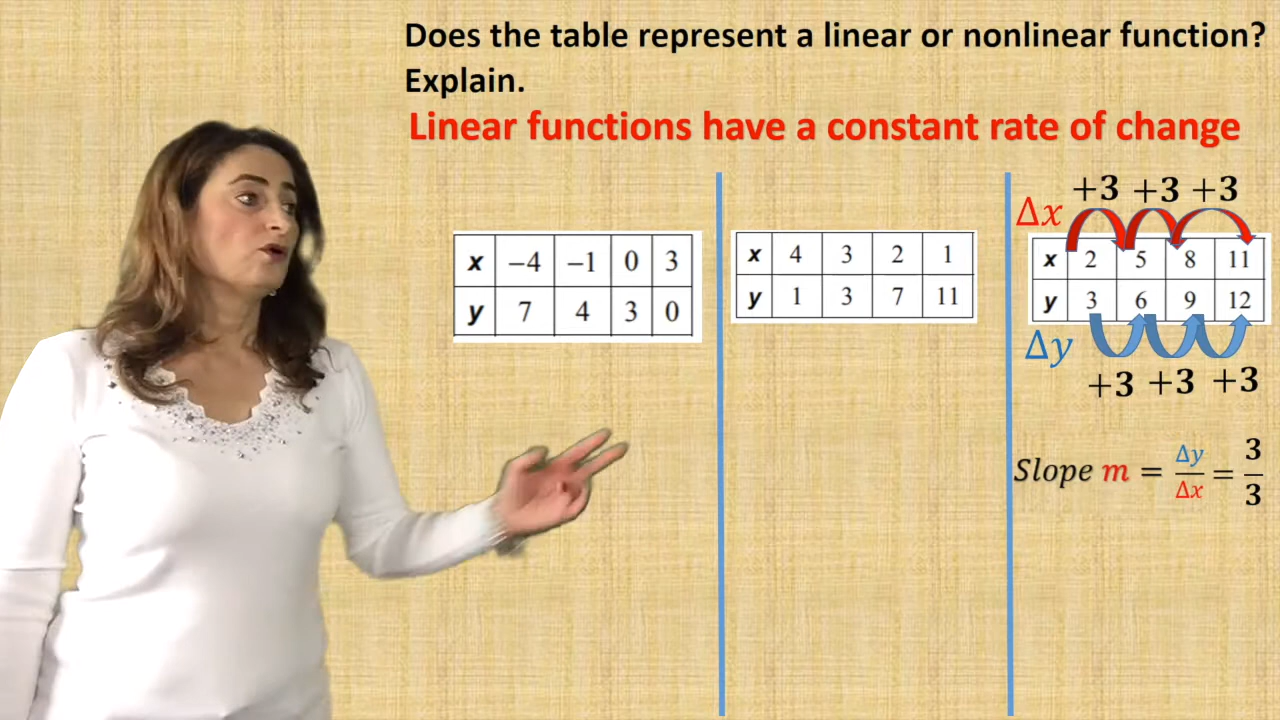 Does the table represent a linear or nonlinear function?
Explain.
Linear functions have a constant rate of change
x −4 −1 0 3
y 7 4 3 0
x 4 3 2 1
y 1 3 7 11
+3 +3 +3
Δx
x 2 5 8 11
y 3 6 9 12
Δy
+3 +3 +3
Slope m = Δy/Δx = 3/3